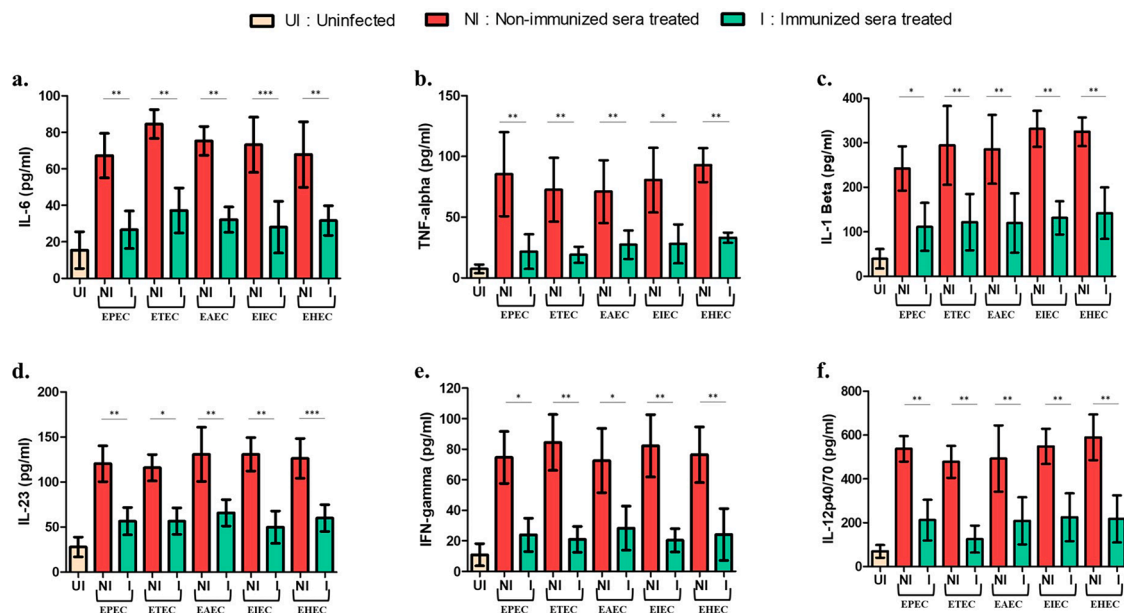 UI : Uninfected NI : Non-immunized sera treated I : Immunized sera treated
a.
IL-6 (pg/ml)
100
80
60
40
20
0
** ** ** *** **
UI NI I NI I NI I NI I NI I
EPEC ETEC EAEC EIEC EHEC
b.
TNF-alpha (pg/ml)
150
100
50
0
** ** ** * **
UI NI I NI I NI I NI I NI I
EPEC ETEC EAEC EIEC EHEC
c.
IL-1 Beta (pg/ml)
400
300
200
100
0
* ** ** ** **
UI NI I NI I NI I NI I NI I
EPEC ETEC EAEC EIEC EHEC
d.
IL-23 (pg/ml)
200
150
100
50
0
** * ** ** ***
UI NI I NI I NI I NI I NI I
EPEC ETEC EAEC EIEC EHEC
e.
IFN-gamma (pg/ml)
120
100
80
60
40
20
0
* ** * ** **
UI NI I NI I NI I NI I NI I
EPEC ETEC EAEC EIEC EHEC
f.
IL-12p40/70 (pg/ml)
800
600
400
200
0
** ** ** ** **
UI NI I NI I NI I NI I NI I
EPEC ETEC EAEC EIEC EHEC